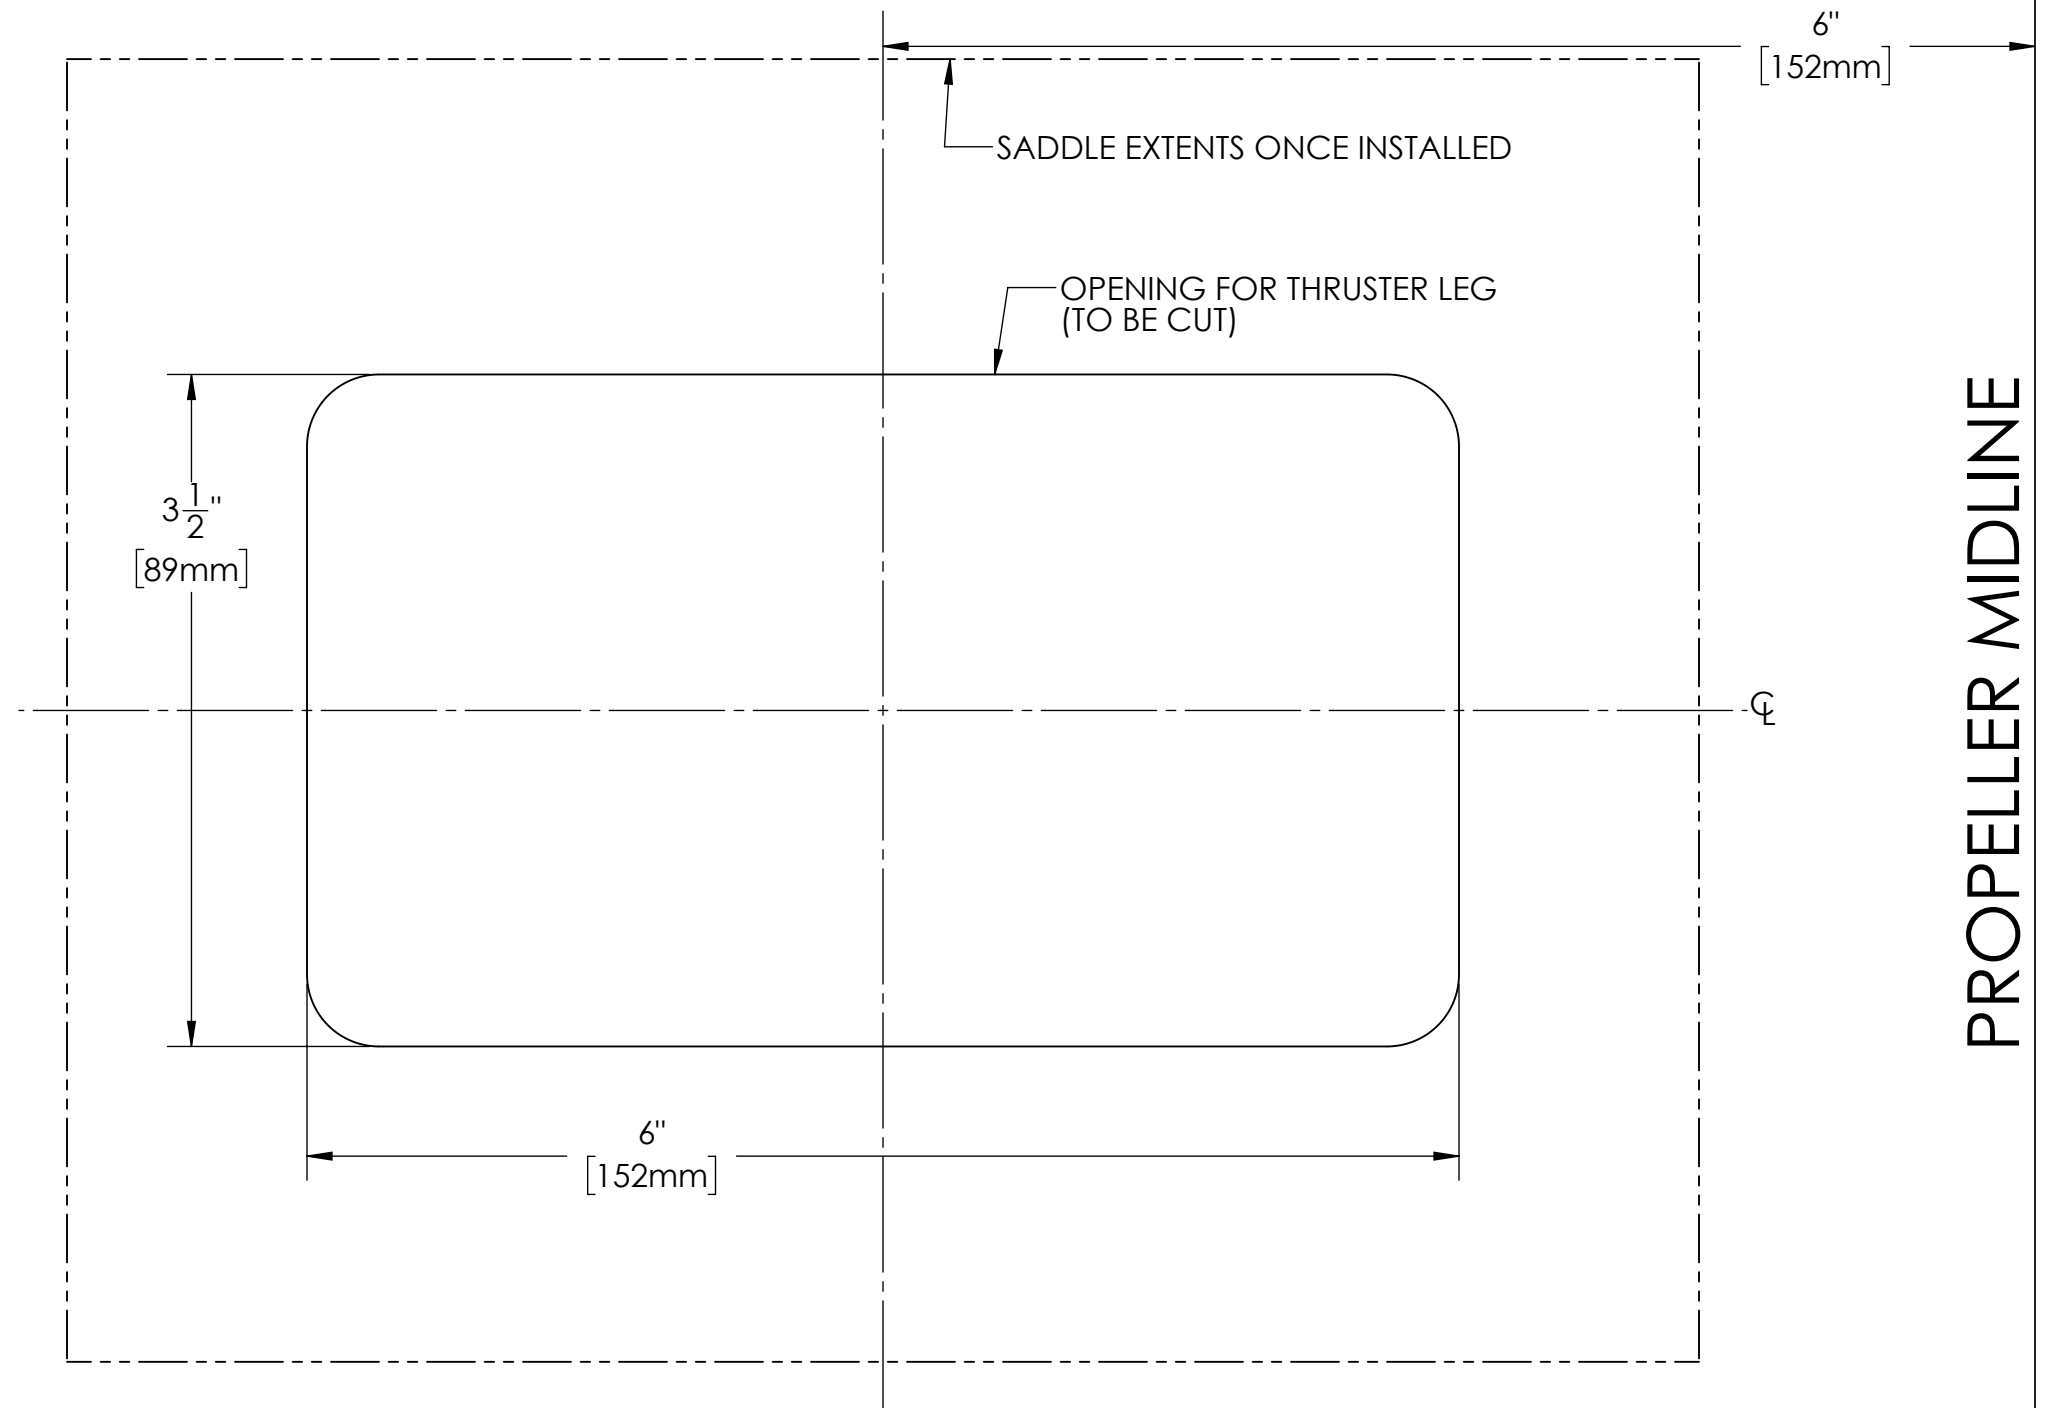 6"
[152mm]
SADDLE EXTENTS ONCE INSTALLED
OPENING FOR THRUSTER LEG
(TO BE CUT)
3 1/2"
[89mm]
℄
PROPELLER MIDLINE
6"
[152mm]